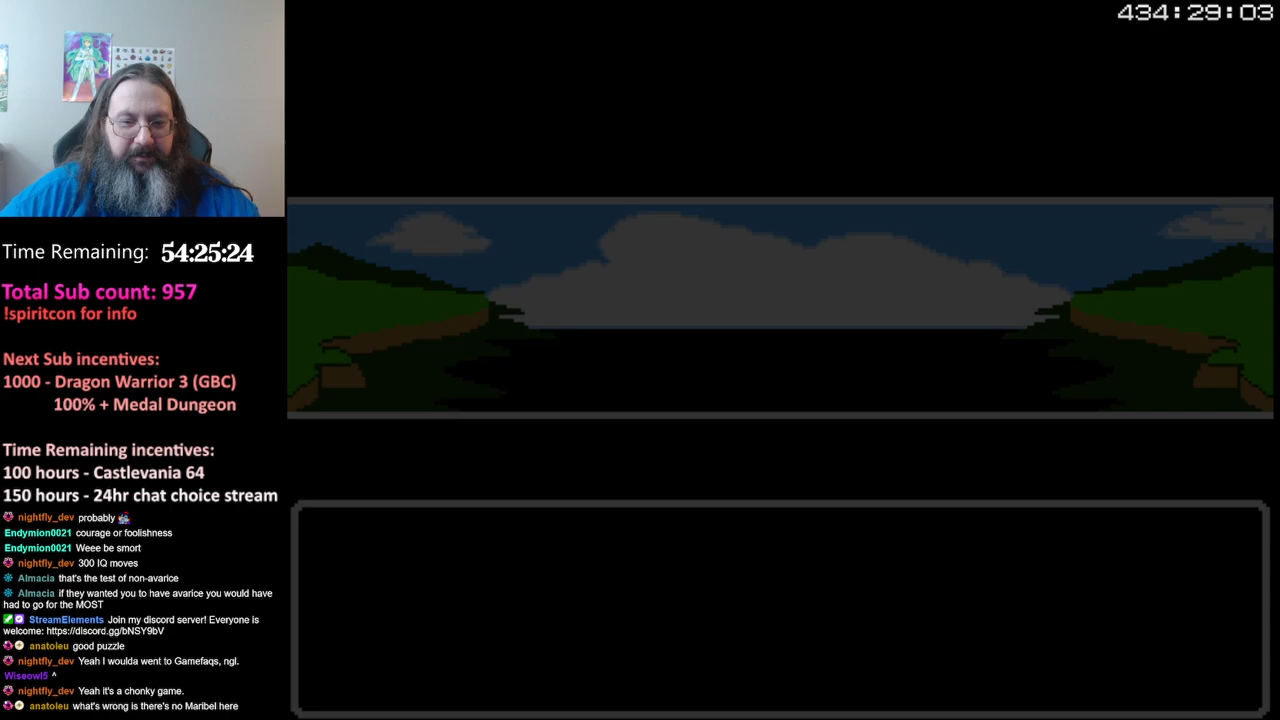 434:29:03
Time Remaining: 54:25:24
Total Sub count: 957
!spiritcon for info
Next Sub incentives:
1000 - Dragon Warrior 3 (GBC)
100% + Medal Dungeon
Time Remaining incentives:
100 hours - Castlevania 64
150 hours - 24hr chat choice stream
nightfly_dev probably
Endymion0021 courage or foolishness
Endymion0021 Weee be smort
nightfly_dev 300 IQ moves
Almacia that's the test of non-avarice
Almacia if they wanted you to have avarice you would have
had to go for the MOST
StreamElements Join my discord server! Everyone is
welcome: https://discord.gg/bNSY9bV
anatoleu good puzzle
nightfly_dev Yeah I woulda went to Gamefaqs, ngl.
Wiseowl5 ^
nightfly_dev Yeah it's a chonky game.
anatoleu what's wrong is there's no Maribel here